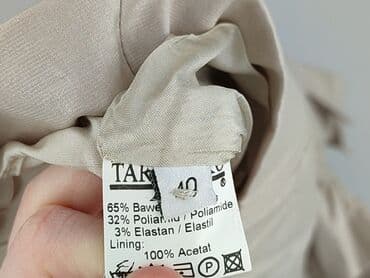 TAR
®
40
65% Bawe
32% Poliamid / Poliamide
3% Elastan / Elastil
Lining:
100% Acetat